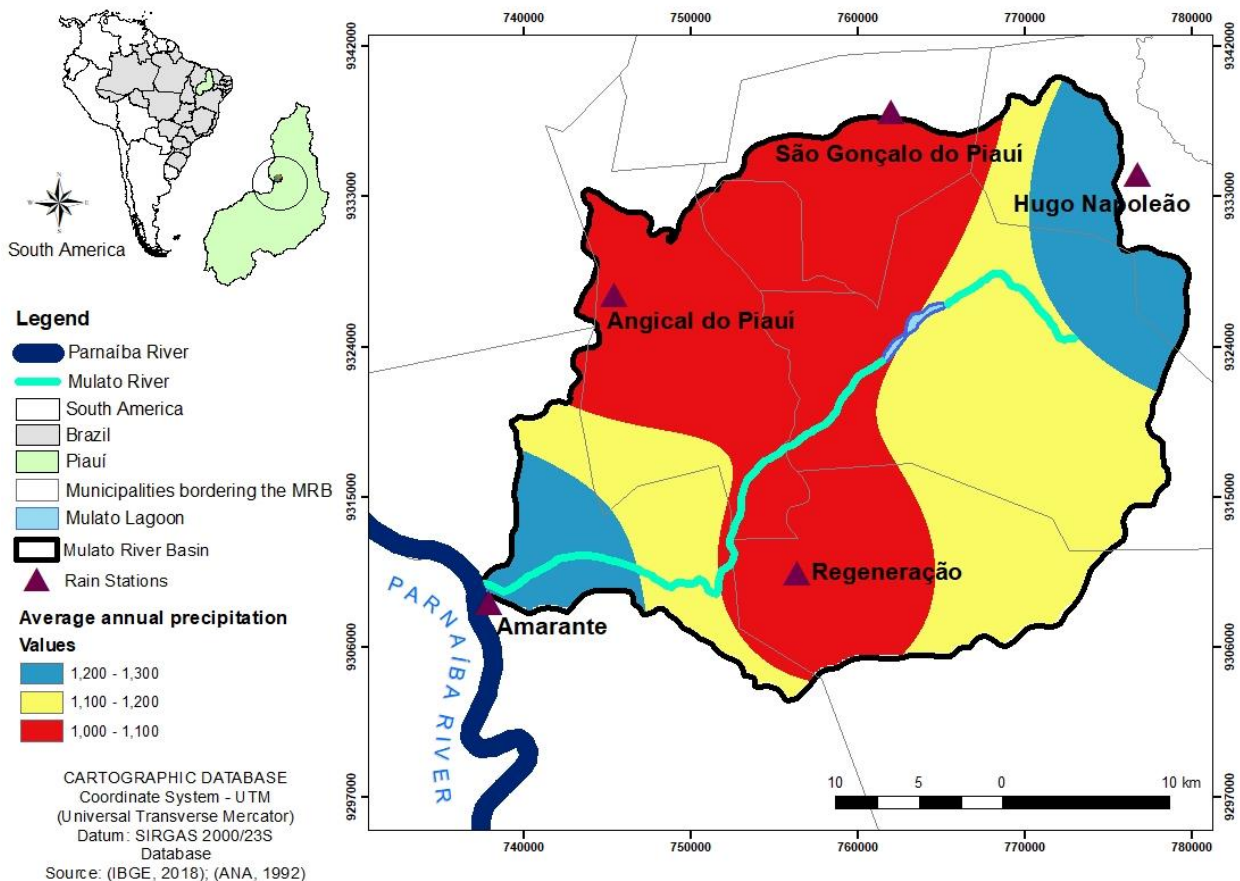 740000
750000
760000
770000
780000
9342000
9342000
São Gonçalo do Piauí
9333000
9333000
Hugo Napoleão
South America
Angical do Piauí
Legend
Parnaíba River
9324000
9324000
Mulato River
South America
Brazil
Piauí
Municipalities bordering the MRB
9315000
9315000
Mulato Lagoon
Mulato River Basin
Rain Stations
Regeneração
Average annual precipitation
Amarante
PARNAÍBA RIVER
Values
9306000
9306000
1,200 - 1,300
1,100 - 1,200
1,000 - 1,100
CARTOGRAPHIC DATABASE
Coordinate System - UTM
(Universal Transverse Mercator)
Datum: SIRGAS 2000/23S
Database
Source: (IBGE, 2018); (ANA, 1992)
10 5 0 10 km
9297000
9297000
740000
750000
760000
770000
780000